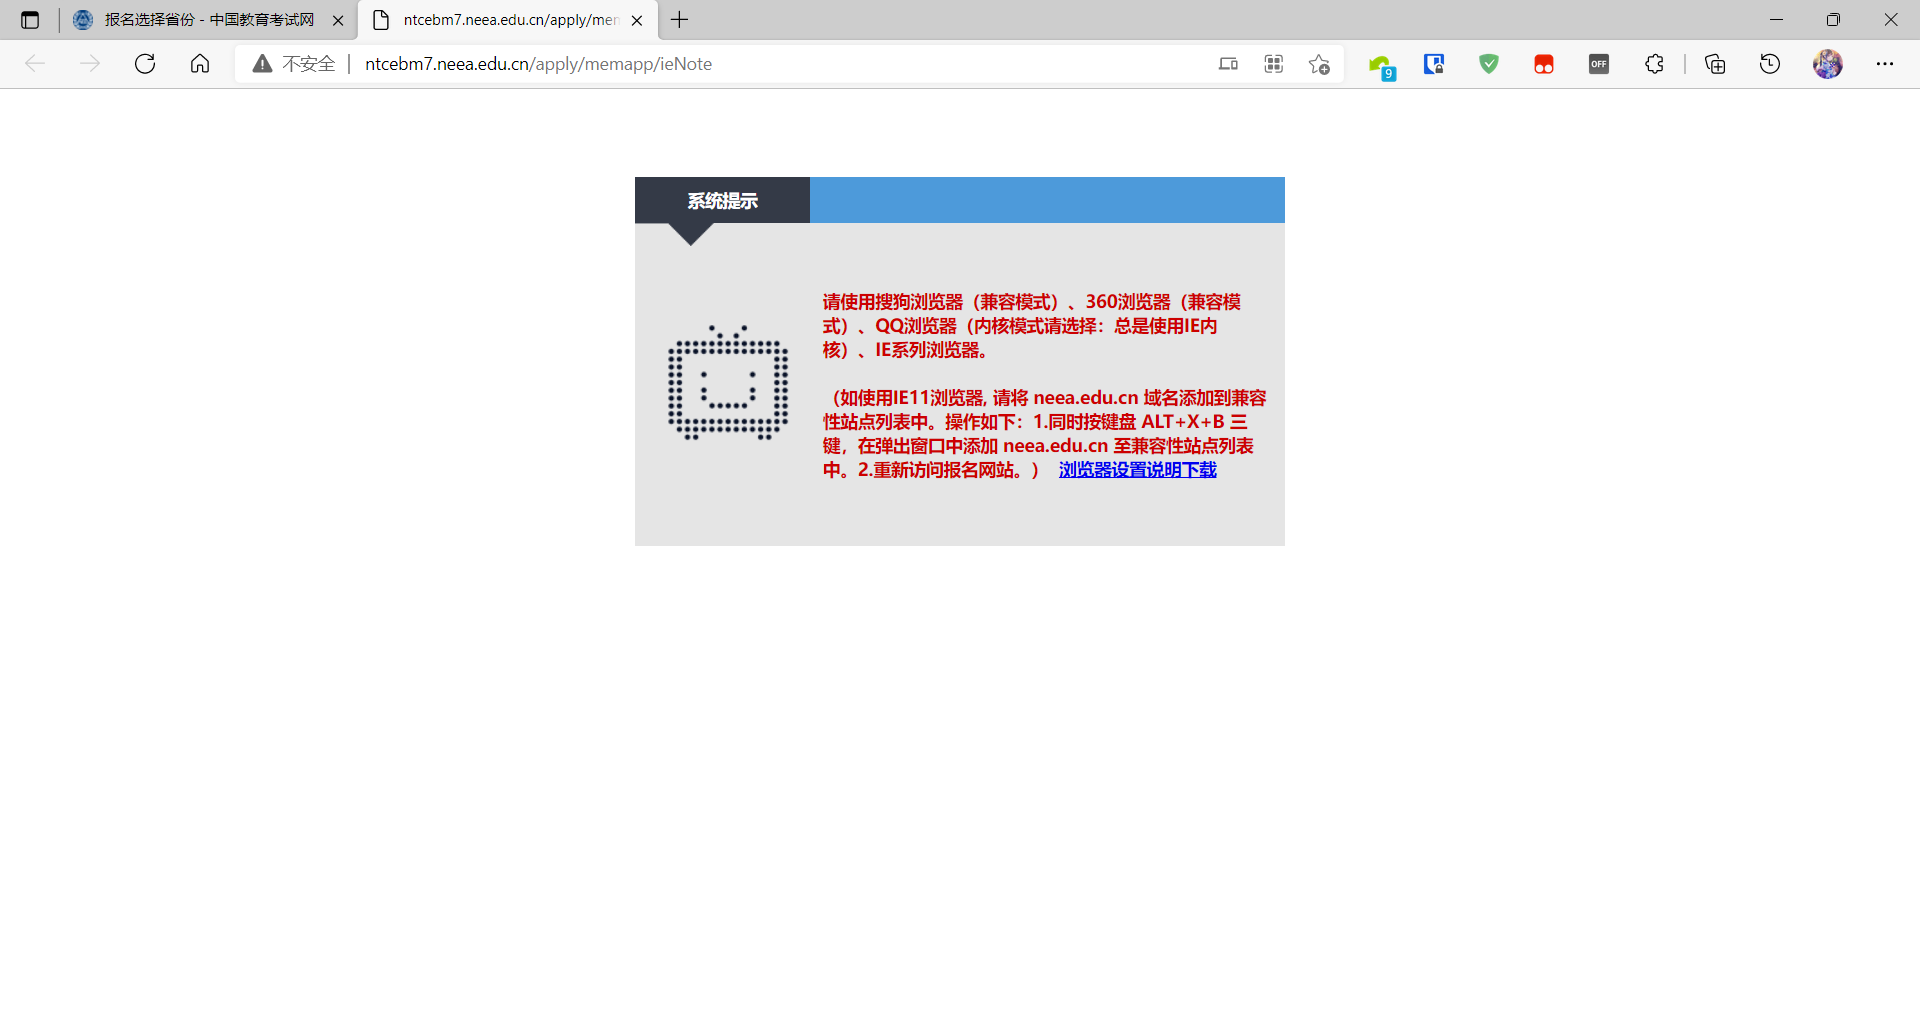 报名选择省份 - 中国教育考试网
ntcebm7.neea.edu.cn/apply/mem
不安全
ntcebm7.neea.edu.cn/apply/memapp/ieNote
9
OFF
系统提示
请使用搜狗浏览器（兼容模式）、360浏览器（兼容模
式）、QQ浏览器（内核模式请选择：总是使用IE内
核）、IE系列浏览器。
（如使用IE11浏览器, 请将 neea.edu.cn 域名添加到兼容
性站点列表中。操作如下：1.同时按键盘 ALT+X+B 三
键，在弹出窗口中添加 neea.edu.cn 至兼容性站点列表
中。2.重新访问报名网站。） 浏览器设置说明下载